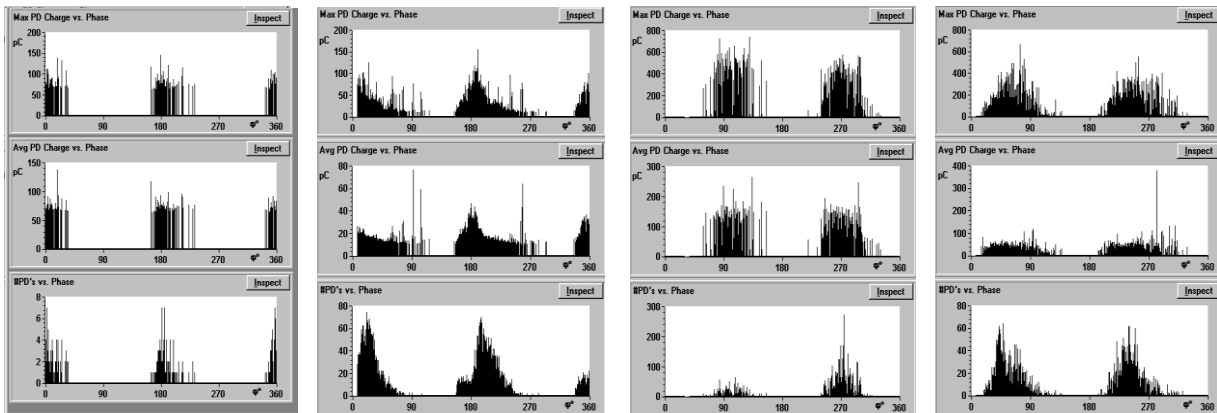 Max PD Charge vs. Phase Inspect
pC
200
150
100
50
0
0 90 180 270 φ° 360
Avg PD Charge vs. Phase Inspect
pC
150
100
50
0
0 90 180 270 φ° 360
#PD's vs. Phase Inspect
8
6
4
2
0
0 90 180 270 φ° 360
Max PD Charge vs. Phase Inspect
pC
200
150
100
50
0
0 90 180 270 φ° 360
Avg PD Charge vs. Phase Inspect
pC
80
60
40
20
0
0 90 180 270 φ° 360
#PD's vs. Phase Inspect
80
60
40
20
0
0 90 180 270 φ° 360
Max PD Charge vs. Phase Inspect
pC
800
600
400
200
0
0 90 180 270 φ° 360
Avg PD Charge vs. Phase Inspect
pC
300
200
100
0
0 90 180 270 φ° 360
#PD's vs. Phase Inspect
300
200
100
0
0 90 180 270 φ° 360
Max PD Charge vs. Phase Inspect
pC
800
600
400
200
0
0 90 180 270 φ° 360
Avg PD Charge vs. Phase Inspect
pC
400
300
200
100
0
0 90 180 270 φ° 360
#PD's vs. Phase Inspect
80
60
40
20
0
0 90 180 270 φ° 360